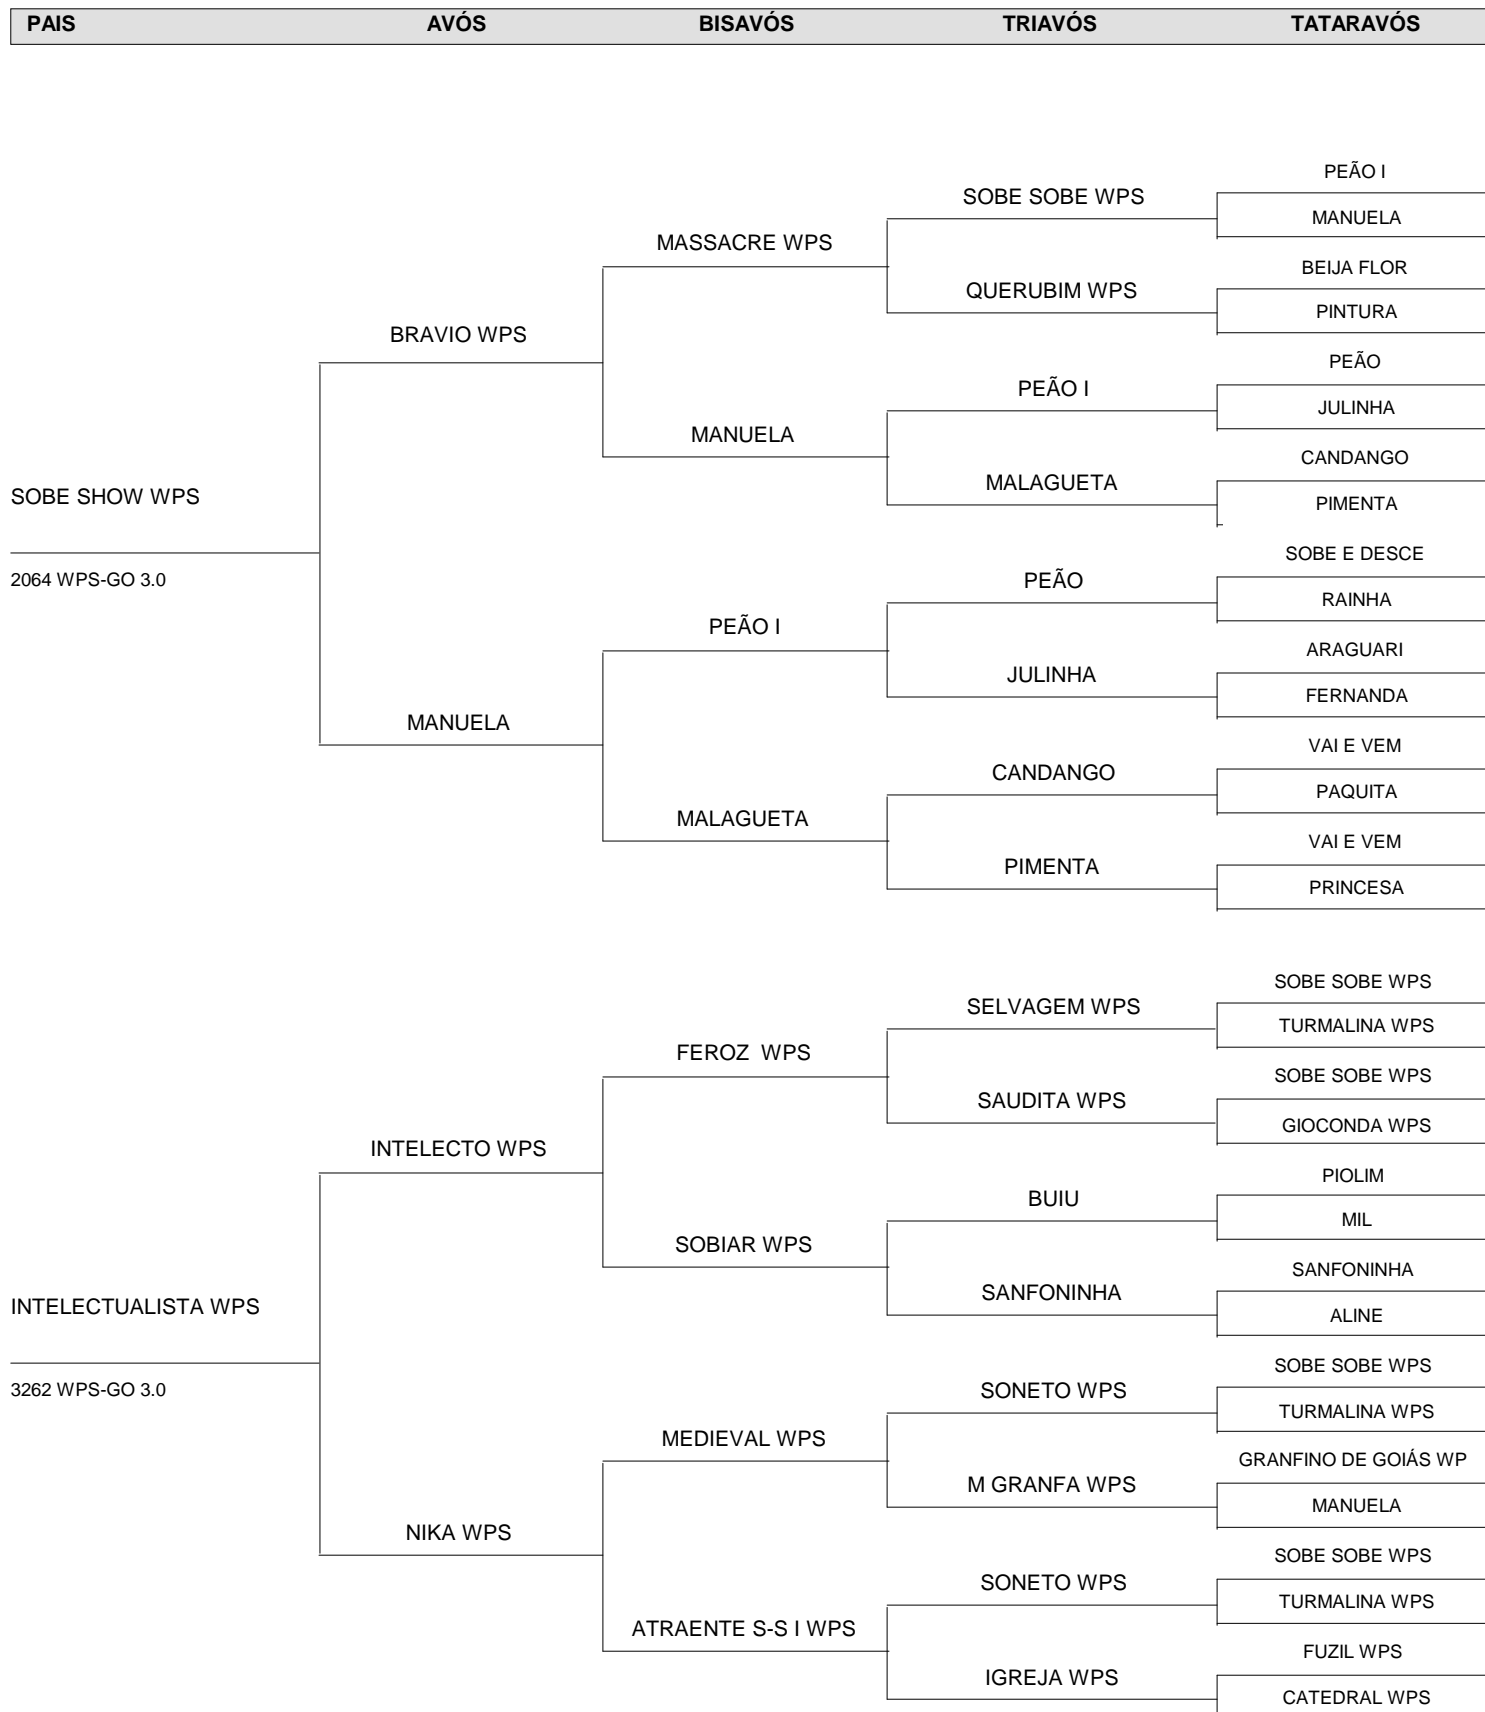 PAIS AVÓS BISAVÓS TRIAVÓS TATARAVÓS
PEÃO I
SOBE SOBE WPS
MANUELA
MASSACRE WPS
BEIJA FLOR
QUERUBIM WPS
PINTURA
BRAVIO WPS
PEÃO
PEÃO I
JULINHA
MANUELA
CANDANGO
MALAGUETA
SOBE SHOW WPS
PIMENTA
SOBE E DESCE
2064 WPS-GO 3.0
PEÃO
RAINHA
PEÃO I
ARAGUARI
JULINHA
FERNANDA
MANUELA
VAI E VEM
CANDANGO
PAQUITA
MALAGUETA
VAI E VEM
PIMENTA
PRINCESA
SOBE SOBE WPS
SELVAGEM WPS
TURMALINA WPS
FEROZ  WPS
SOBE SOBE WPS
SAUDITA WPS
GIOCONDA WPS
INTELECTO WPS
PIOLIM
BUIU
MIL
SOBIAR WPS
SANFONINHA
SANFONINHA
INTELECTUALISTA WPS
ALINE
SOBE SOBE WPS
3262 WPS-GO 3.0
SONETO WPS
TURMALINA WPS
MEDIEVAL WPS
GRANFINO DE GOIÁS WP
M GRANFA WPS
MANUELA
NIKA WPS
SOBE SOBE WPS
SONETO WPS
TURMALINA WPS
ATRAENTE S-S I WPS
FUZIL WPS
IGREJA WPS
CATEDRAL WPS